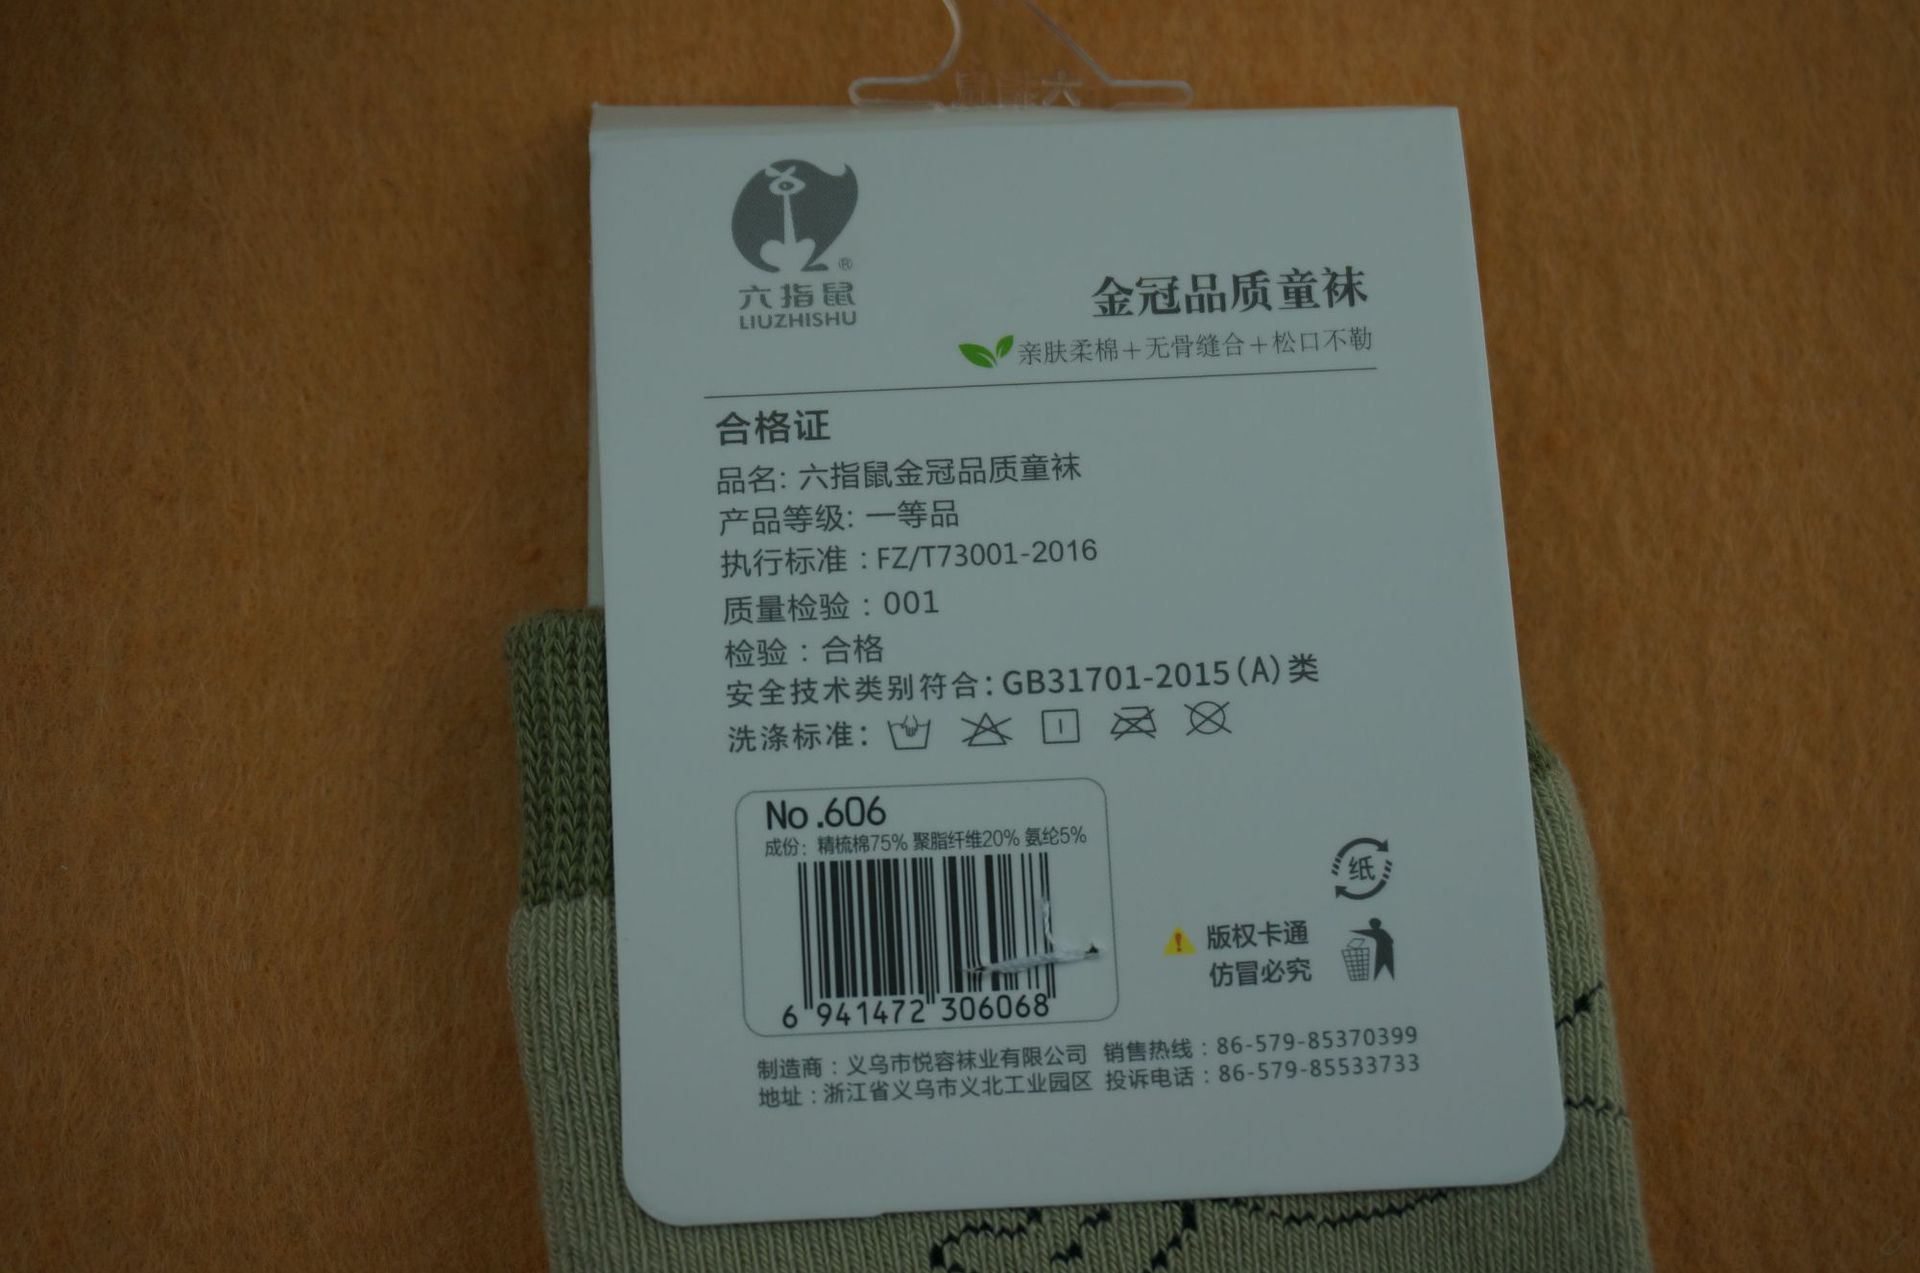 六指鼠
LIUZHISHU
金冠品质童袜
亲肤柔棉+无骨缝合+松口不勒
合格证
品名: 六指鼠金冠品质童袜
产品等级: 一等品
执行标准：FZ/T73001-2016
质量检验：001
检验：合格
安全技术类别符合：GB31701-2015(A)类
洗涤标准：
No.606
成份：精梳棉75% 聚脂纤维20% 氨纶5%
6 941472 306068
纸
版权卡通
仿冒必究
制造商：义乌市悦容袜业有限公司 销售热线：86-579-85370399
地址：浙江省义乌市义北工业园区 投诉电话：86-579-85533733